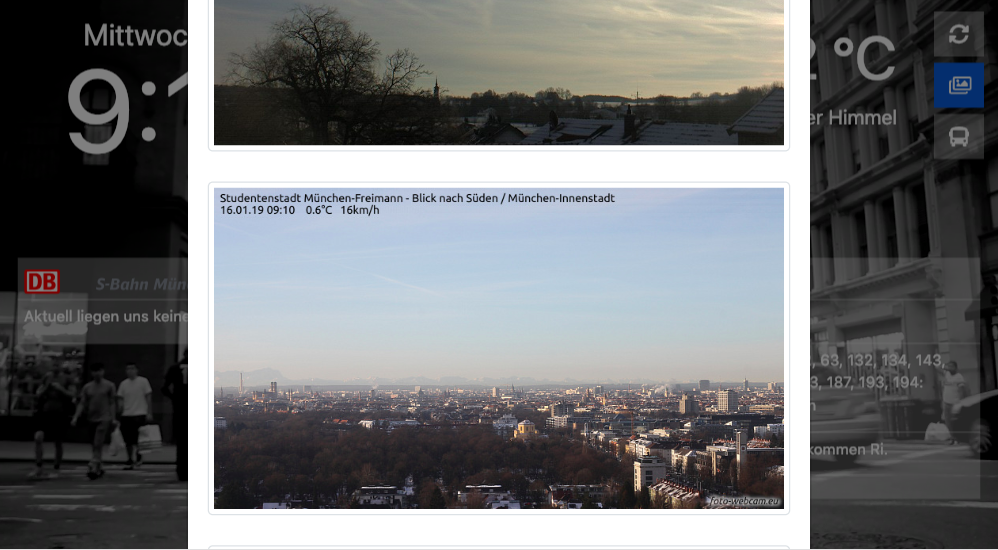 Mittwoc
9:1
°C
er Himmel
Studentenstadt München-Freimann - Blick nach Süden / München-Innenstadt
16.01.19 09:10 0.6°C 16km/h
DB
S-Bahn Mün
Aktuell liegen uns keine
63, 132, 134, 143,
187, 193, 194:
kommen Ri.
foto-webcam.eu